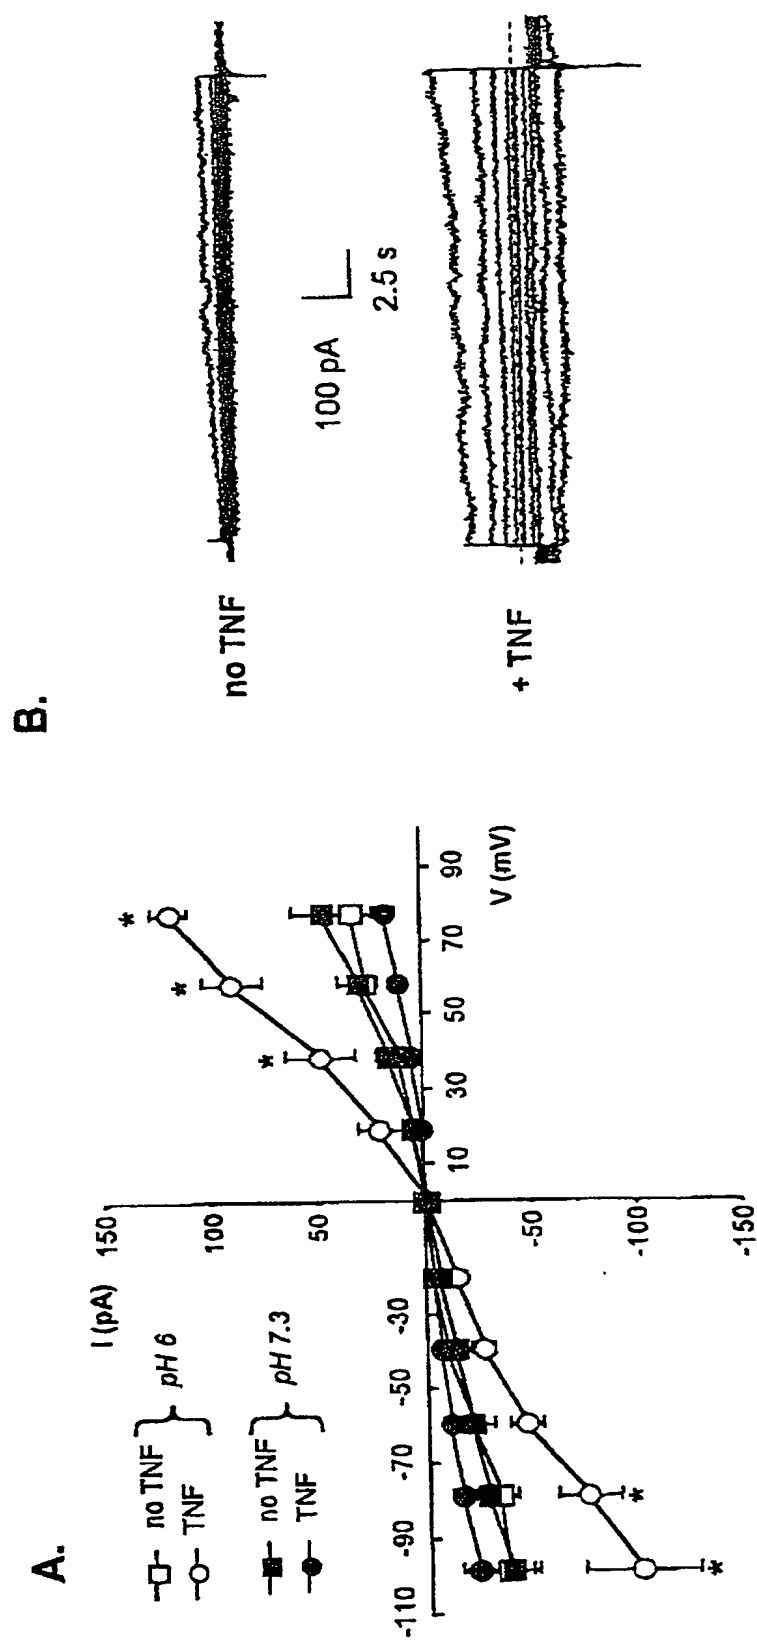 A.
I (pA)
150
100
50
-50
-100
-150
-110
-90
-70
-50
-30
10
30
50
70
90
V (mV)
no TNF
TNF
pH 6
no TNF
TNF
pH 7.3
*
*
*
*
*
B.
no TNF
100 pA
2.5 s
+ TNF